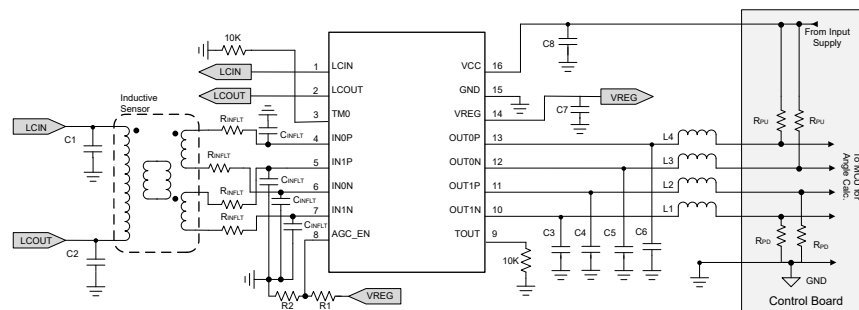 10K
LCIN
LCOUT
Inductive
Sensor
LCIN
C1
LCOUT
C2
RINFLT
RINFLT
RINFLT
RINFLT
CINFLT
CINFLT
CINFLT
CINFLT
R2
R1
VREG
1
LCIN
2
LCOUT
3
TM0
4
IN0P
5
IN1P
6
IN0N
7
IN1N
8
AGC_EN
VCC
16
GND
15
VREG
14
OUT0P
13
OUT0N
12
OUT1P
11
OUT1N
10
TOUT
9
C8
C7
VREG
L4
L3
L2
L1
10K
C3
C4
C5
C6
From Input
Supply
RPU
RPU
RPD
RPD
GND
Control Board
To MCU for
Angle Calc.